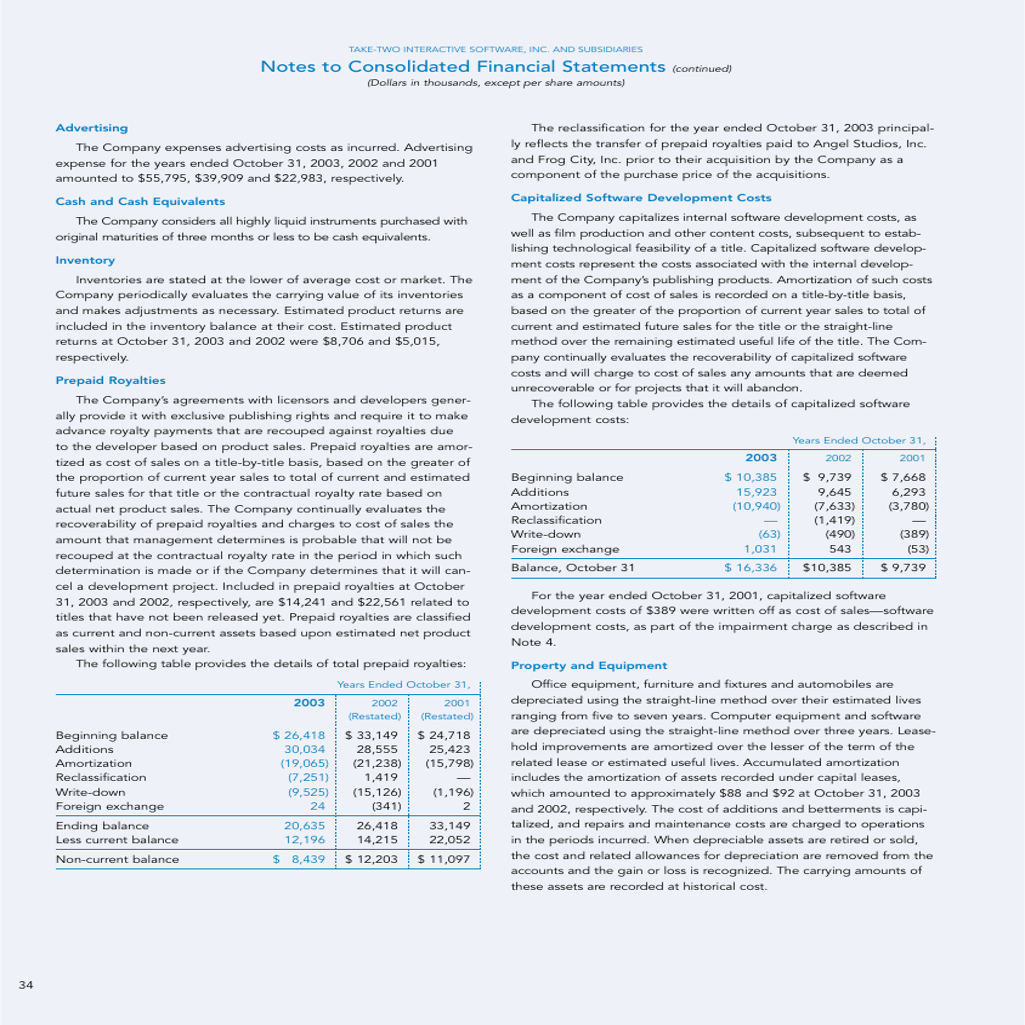 TAKE-TWO INTERACTIVE SOFTWARE, INC. AND SUBSIDIARIES
Notes to Consolidated Financial Statements (continued)
(Dollars in thousands, except per share amounts)
Advertising
The Company expenses advertising costs as incurred. Advertising
expense for the years ended October 31, 2003, 2002 and 2001
amounted to $55,795, $39,909 and $22,983, respectively.
Cash and Cash Equivalents
The Company considers all highly liquid instruments purchased with
original maturities of three months or less to be cash equivalents.
Inventory
Inventories are stated at the lower of average cost or market. The
Company periodically evaluates the carrying value of its inventories
and makes adjustments as necessary. Estimated product returns are
included in the inventory balance at their cost. Estimated product
returns at October 31, 2003 and 2002 were $8,706 and $5,015,
respectively.
Prepaid Royalties
The Company's agreements with licensors and developers gener-
ally provide it with exclusive publishing rights and require it to make
advance royalty payments that are recouped against royalties due
to the developer based on product sales. Prepaid royalties are amor-
tized as cost of sales on a title-by-title basis, based on the greater of
the proportion of current year sales to total of current and estimated
future sales for that title or the contractual royalty rate based on
actual net product sales. The Company continually evaluates the
recoverability of prepaid royalties and charges to cost of sales the
amount that management determines is probable that will not be
recouped at the contractual royalty rate in the period in which such
determination is made or if the Company determines that it will can-
cel a development project. Included in prepaid royalties at October
31, 2003 and 2002, respectively, are $14,241 and $22,561 related to
titles that have not been released yet. Prepaid royalties are classified
as current and non-current assets based upon estimated net product
sales within the next year.
The following table provides the details of total prepaid royalties:
Years Ended October 31,
2003 2002 2001
(Restated) (Restated)
Beginning balance $ 26,418 $ 33,149 $ 24,718
Additions 30,034 28,555 25,423
Amortization (19,065) (21,238) (15,798)
Reclassification (7,251) 1,419 —
Write-down (9,525) (15,126) (1,196)
Foreign exchange 24 (341) 2
Ending balance 20,635 26,418 33,149
Less current balance 12,196 14,215 22,052
Non-current balance $ 8,439 $ 12,203 $ 11,097
The reclassification for the year ended October 31, 2003 principal-
ly reflects the transfer of prepaid royalties paid to Angel Studios, Inc.
and Frog City, Inc. prior to their acquisition by the Company as a
component of the purchase price of the acquisitions.
Capitalized Software Development Costs
The Company capitalizes internal software development costs, as
well as film production and other content costs, subsequent to estab-
lishing technological feasibility of a title. Capitalized software develop-
ment costs represent the costs associated with the internal develop-
ment of the Company's publishing products. Amortization of such costs
as a component of cost of sales is recorded on a title-by-title basis,
based on the greater of the proportion of current year sales to total of
current and estimated future sales for the title or the straight-line
method over the remaining estimated useful life of the title. The Com-
pany continually evaluates the recoverability of capitalized software
costs and will charge to cost of sales any amounts that are deemed
unrecoverable or for projects that it will abandon.
The following table provides the details of capitalized software
development costs:
Years Ended October 31,
2003 2002 2001
Beginning balance $ 10,385 $ 9,739 $ 7,668
Additions 15,923 9,645 6,293
Amortization (10,940) (7,633) (3,780)
Reclassification — (1,419) —
Write-down (63) (490) (389)
Foreign exchange 1,031 543 (53)
Balance, October 31 $ 16,336 $10,385 $ 9,739
For the year ended October 31, 2001, capitalized software
development costs of $389 were written off as cost of sales—software
development costs, as part of the impairment charge as described in
Note 4.
Property and Equipment
Office equipment, furniture and fixtures and automobiles are
depreciated using the straight-line method over their estimated lives
ranging from five to seven years. Computer equipment and software
are depreciated using the straight-line method over three years. Lease-
hold improvements are amortized over the lesser of the term of the
related lease or estimated useful lives. Accumulated amortization
includes the amortization of assets recorded under capital leases,
which amounted to approximately $88 and $92 at October 31, 2003
and 2002, respectively. The cost of additions and betterments is capi-
talized, and repairs and maintenance costs are charged to operations
in the periods incurred. When depreciable assets are retired or sold,
the cost and related allowances for depreciation are removed from the
accounts and the gain or loss is recognized. The carrying amounts of
these assets are recorded at historical cost.
34